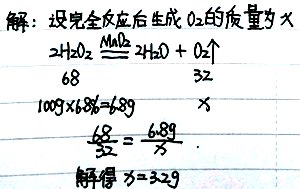 解：设完全反应后生成O₂的质量为x
2H₂O₂ MnO₂ ══ 2H₂O + O₂↑
68 32
100g×6.8%=6.8g x
68/32 = 6.8g/x .
解得 x=3.2g